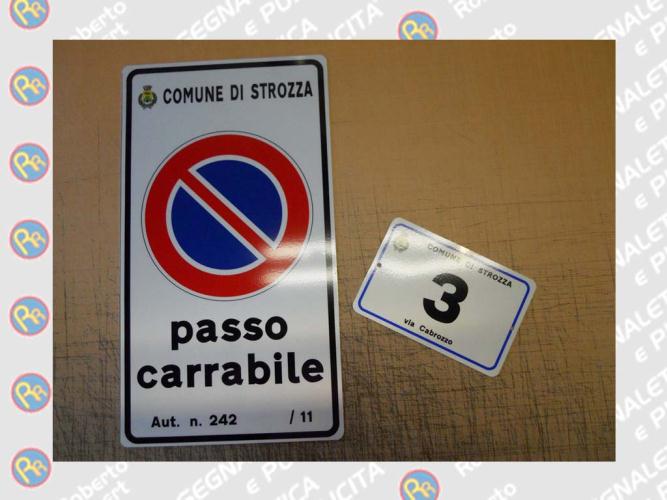 COMUNE DI STROZZA
passo
carrabile
Aut. n. 242 / 11
COMUNE DI STROZZA
3
via Cabrozzo